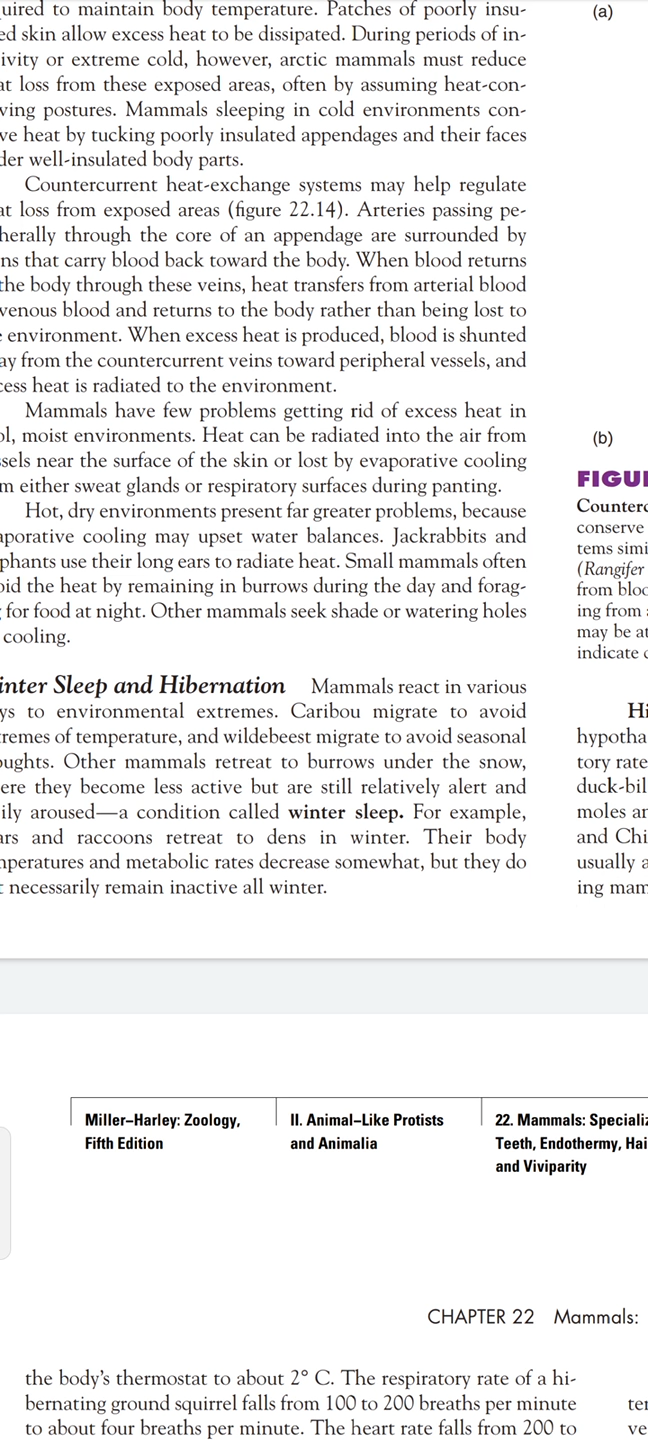 uired to maintain body temperature. Patches of poorly insu-
ed skin allow excess heat to be dissipated. During periods of in-
ivity or extreme cold, however, arctic mammals must reduce
at loss from these exposed areas, often by assuming heat-con-
ving postures. Mammals sleeping in cold environments con-
ve heat by tucking poorly insulated appendages and their faces
der well-insulated body parts.
Countercurrent heat-exchange systems may help regulate
at loss from exposed areas (figure 22.14). Arteries passing pe-
herally through the core of an appendage are surrounded by
ns that carry blood back toward the body. When blood returns
the body through these veins, heat transfers from arterial blood
venous blood and returns to the body rather than being lost to
e environment. When excess heat is produced, blood is shunted
ay from the countercurrent veins toward peripheral vessels, and
cess heat is radiated to the environment.
Mammals have few problems getting rid of excess heat in
ol, moist environments. Heat can be radiated into the air from
ssels near the surface of the skin or lost by evaporative cooling
m either sweat glands or respiratory surfaces during panting.
Hot, dry environments present far greater problems, because
aporative cooling may upset water balances. Jackrabbits and
phants use their long ears to radiate heat. Small mammals often
oid the heat by remaining in burrows during the day and forag-
g for food at night. Other mammals seek shade or watering holes
cooling.
inter Sleep and Hibernation Mammals react in various
ys to environmental extremes. Caribou migrate to avoid
tremes of temperature, and wildebeest migrate to avoid seasonal
oughts. Other mammals retreat to burrows under the snow,
ere they become less active but are still relatively alert and
ily aroused—a condition called winter sleep. For example,
ars and raccoons retreat to dens in winter. Their body
mperatures and metabolic rates decrease somewhat, but they do
t necessarily remain inactive all winter.
(a)
(b)
FIGUR
Counterc
conserve
tems simi
(Rangifer
from bloo
ing from a
may be at
indicate c
Hi
hypotha
tory rate
duck-bil
moles an
and Chi
usually a
ing mam
Miller–Harley: Zoology,
Fifth Edition
II. Animal–Like Protists
and Animalia
22. Mammals: Specializ
Teeth, Endothermy, Hai
and Viviparity
CHAPTER 22 Mammals:
the body's thermostat to about 2° C. The respiratory rate of a hi-
bernating ground squirrel falls from 100 to 200 breaths per minute
to about four breaths per minute. The heart rate falls from 200 to
ter
ve